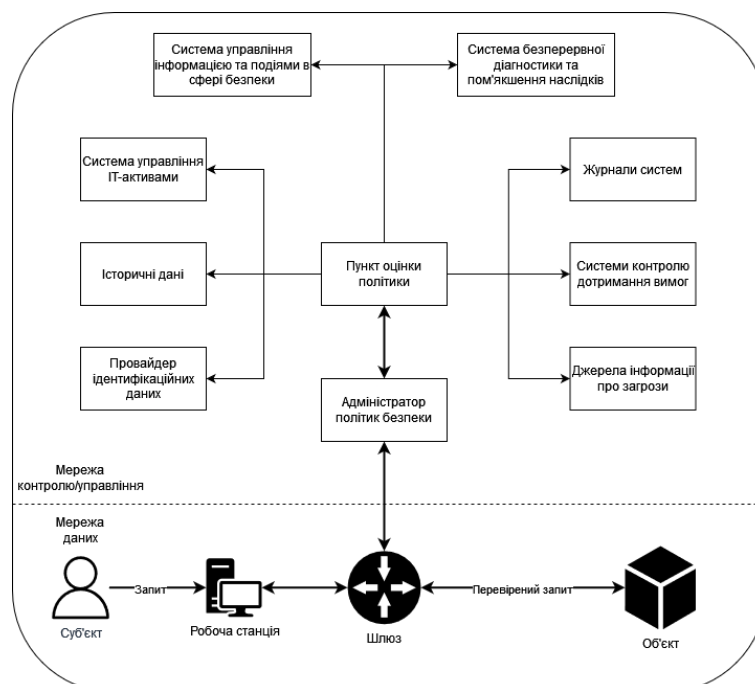 Система управління
інформацією та подіями в
сфері безпеки
Система безперервної
діагностики та
пом'якшення наслідків
Система управління
ІТ-активами
Журнали систем
Історичні дані
Пункт оцінки
політики
Системи контролю
дотримання вимог
Провайдер
ідентифікаційних
даних
Адміністратор
політик безпеки
Джерела інформації
про загрози
Мережа
контролю/управління
Мережа
даних
Запит
Перевірений запит
Суб'єкт
Робоча станція
Шлюз
Об'єкт